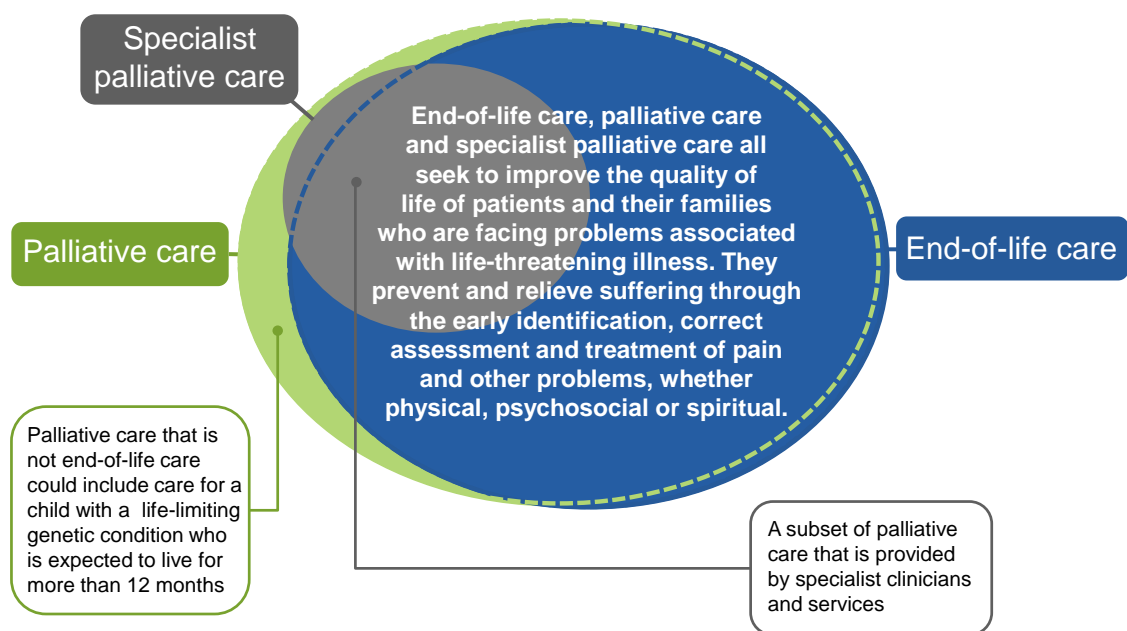 Specialist
palliative care
End-of-life care, palliative care
and specialist palliative care all
seek to improve the quality of
life of patients and their families
who are facing problems associated
with life-threatening illness. They
prevent and relieve suffering through
the early identification, correct
assessment and treatment of pain
and other problems, whether
physical, psychosocial or spiritual.
Palliative care
End-of-life care
Palliative care that is
not end-of-life care
could include care for a
child with a life-limiting
genetic condition who
is expected to live for
more than 12 months
A subset of palliative
care that is provided
by specialist clinicians
and services